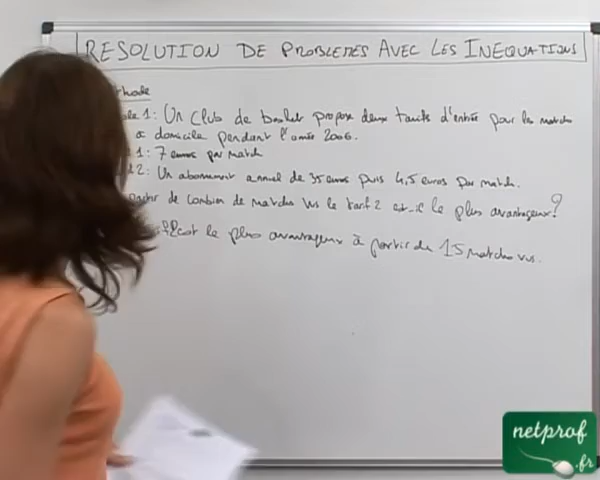 RESOLUTION DE PROBLEMES AVEC LES INEQUATIONS
thode
ple 1: Un club de basket propose deux tarifs d'entrée pour les matchs
à domicile pendant l'année 2006.
1: 7 euros par match
2: Un abonnement annuel de 35 euros puis 4,5 euros par match.
partir de combien de matchs vus le tarif 2 est-il le plus avantageux?
est le plus avantageux à partir de 15 matchs vus.
netprof
.fr